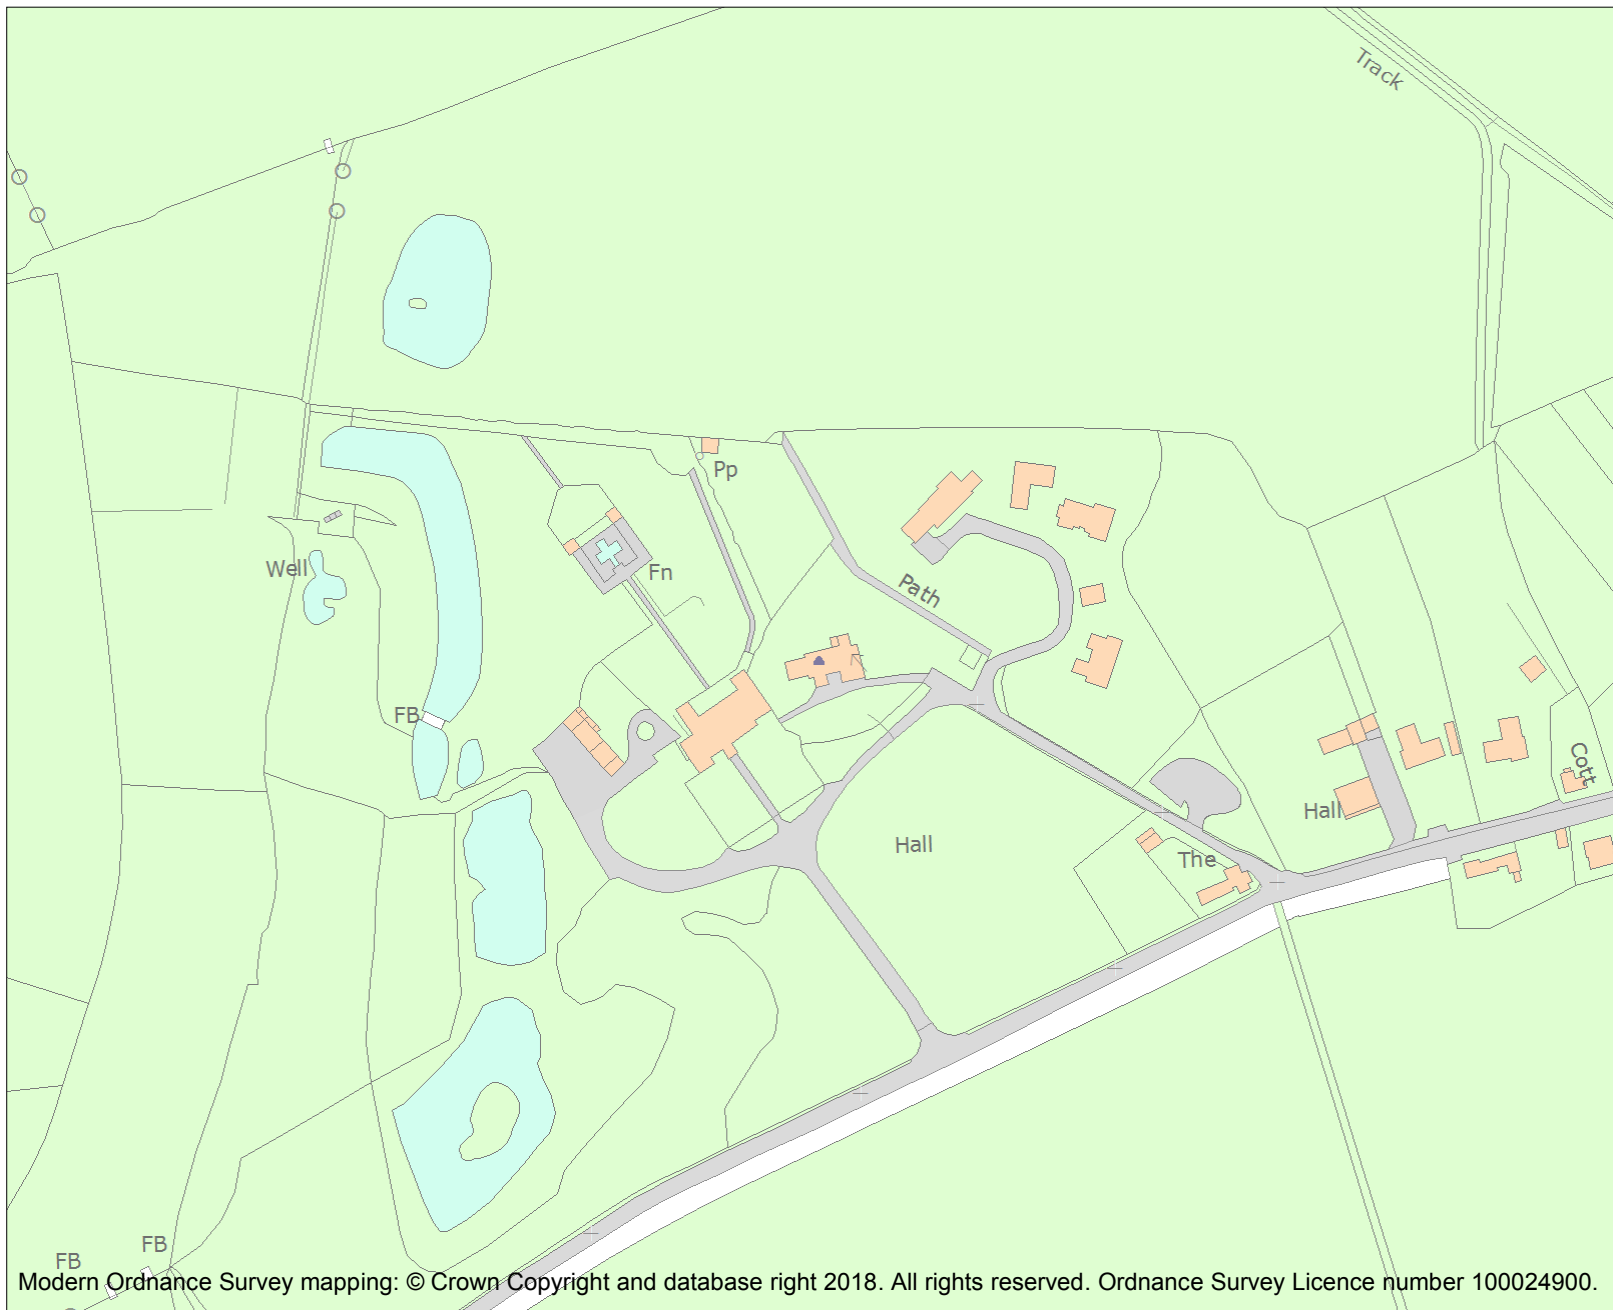 Track
Pp
Well
Fn
Path
FB
Cott
Hall
Hall
The
FB
FB
Modern Ordnance Survey mapping: © Crown Copyright and database right 2018. All rights reserved. Ordnance Survey Licence number 100024900.